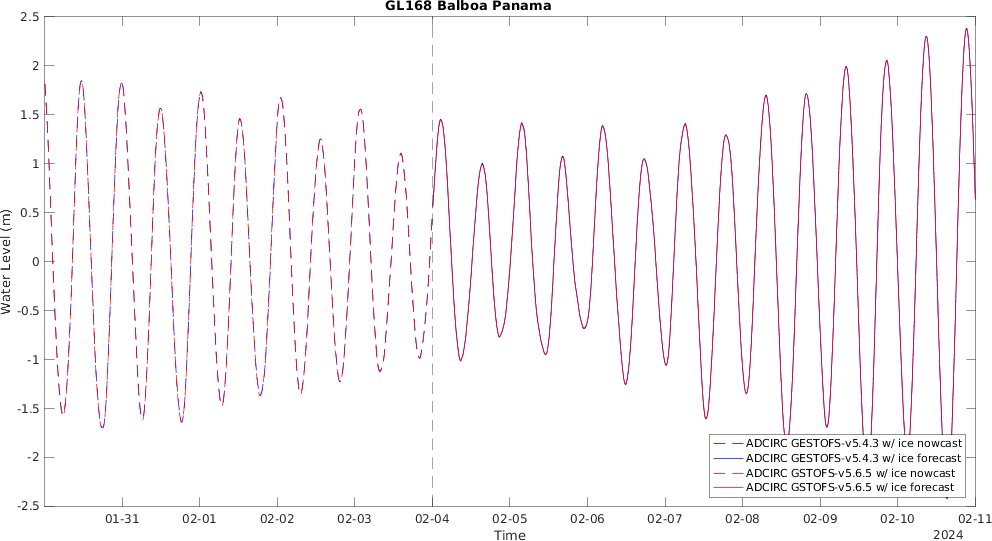 GL168 Balboa Panama
2.5
2
1.5
1
0.5
0
-0.5
-1
-1.5
-2
-2.5
Water Level (m)
ADCIRC GESTOFS-v5.4.3 w/ ice nowcast
ADCIRC GESTOFS-v5.4.3 w/ ice forecast
ADCIRC GSTOFS-v5.6.5 w/ ice nowcast
ADCIRC GSTOFS-v5.6.5 w/ ice forecast
01-31 02-01 02-02 02-03 02-04 02-05 02-06 02-07 02-08 02-09 02-10 02-11
Time
2024